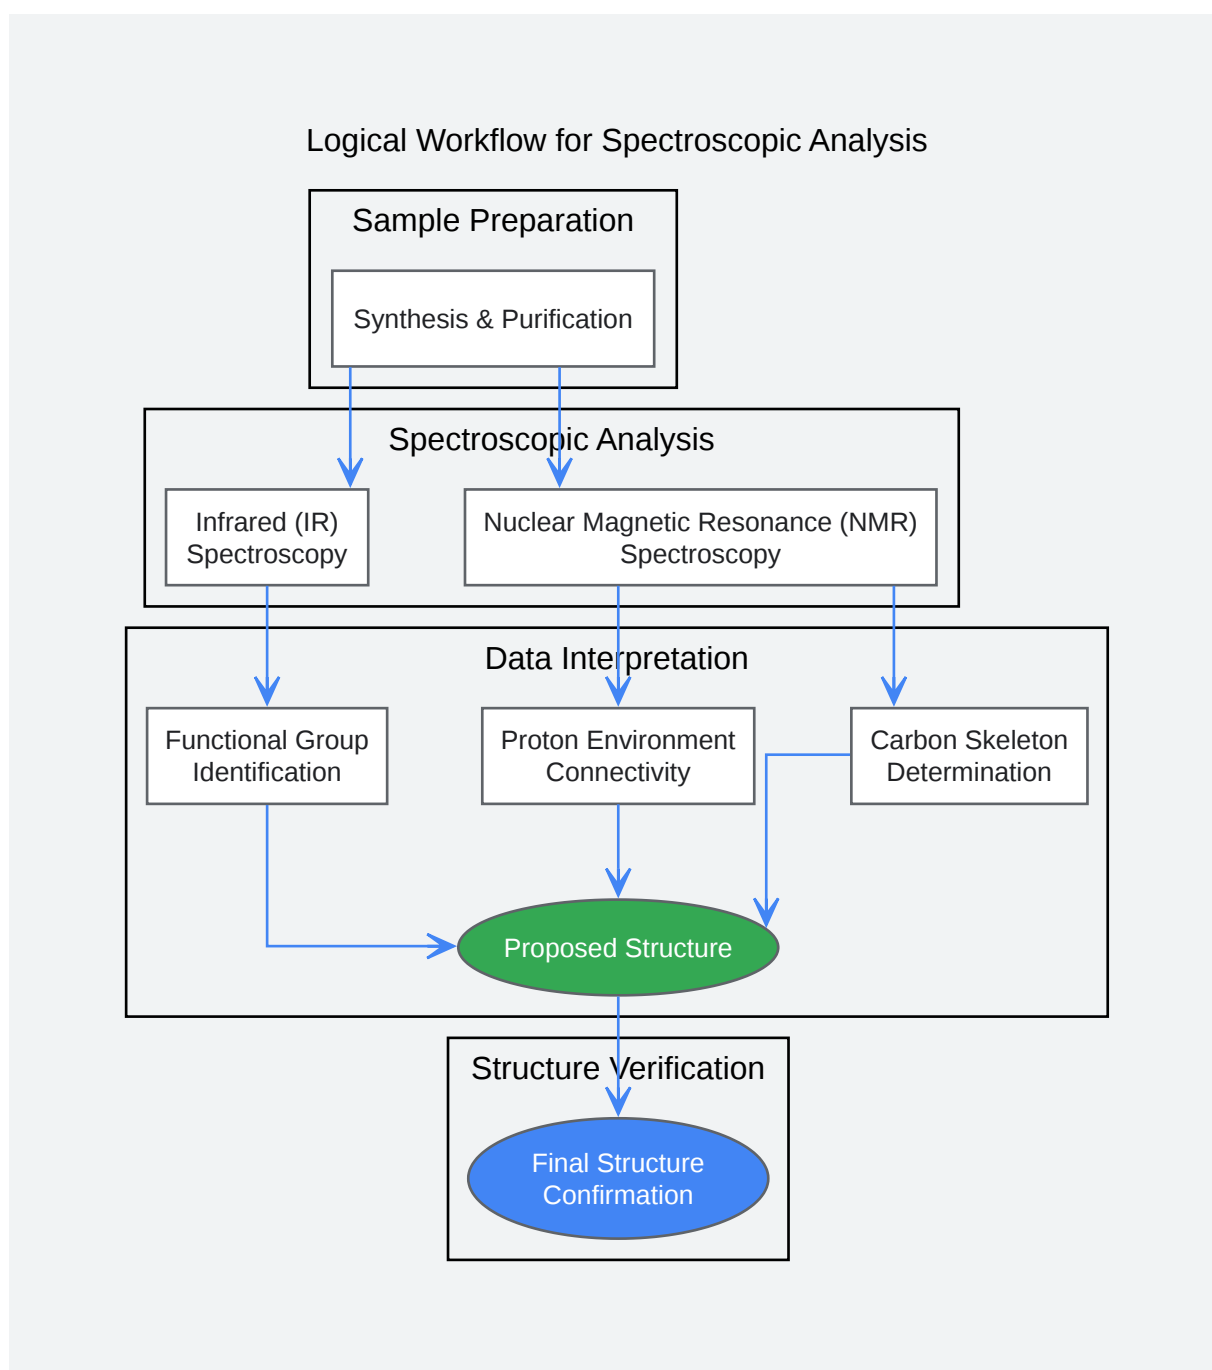 Logical Workflow for Spectroscopic Analysis
Sample Preparation
Synthesis & Purification
Spectroscopic Analysis
Infrared (IR)
Spectroscopy
Nuclear Magnetic Resonance (NMR)
Spectroscopy
Data Interpretation
Functional Group
Identification
Proton Environment
Connectivity
Carbon Skeleton
Determination
Proposed Structure
Structure Verification
Final Structure
Confirmation